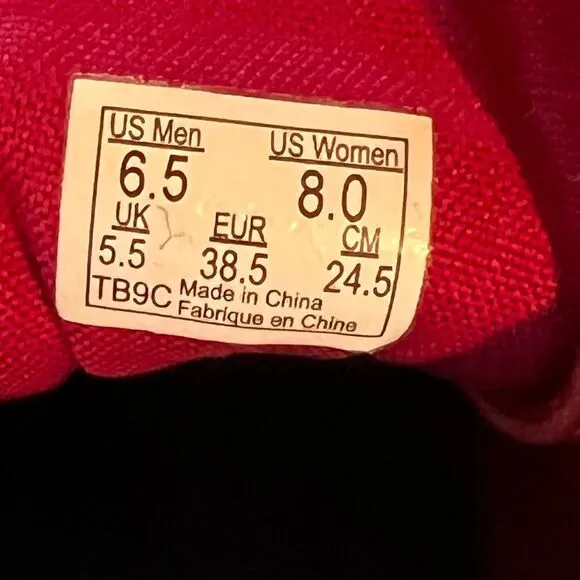 US Men US Women
6.5 8.0
UK EUR CM
5.5 38.5 24.5
TB9C Made in China
Fabrique en Chine